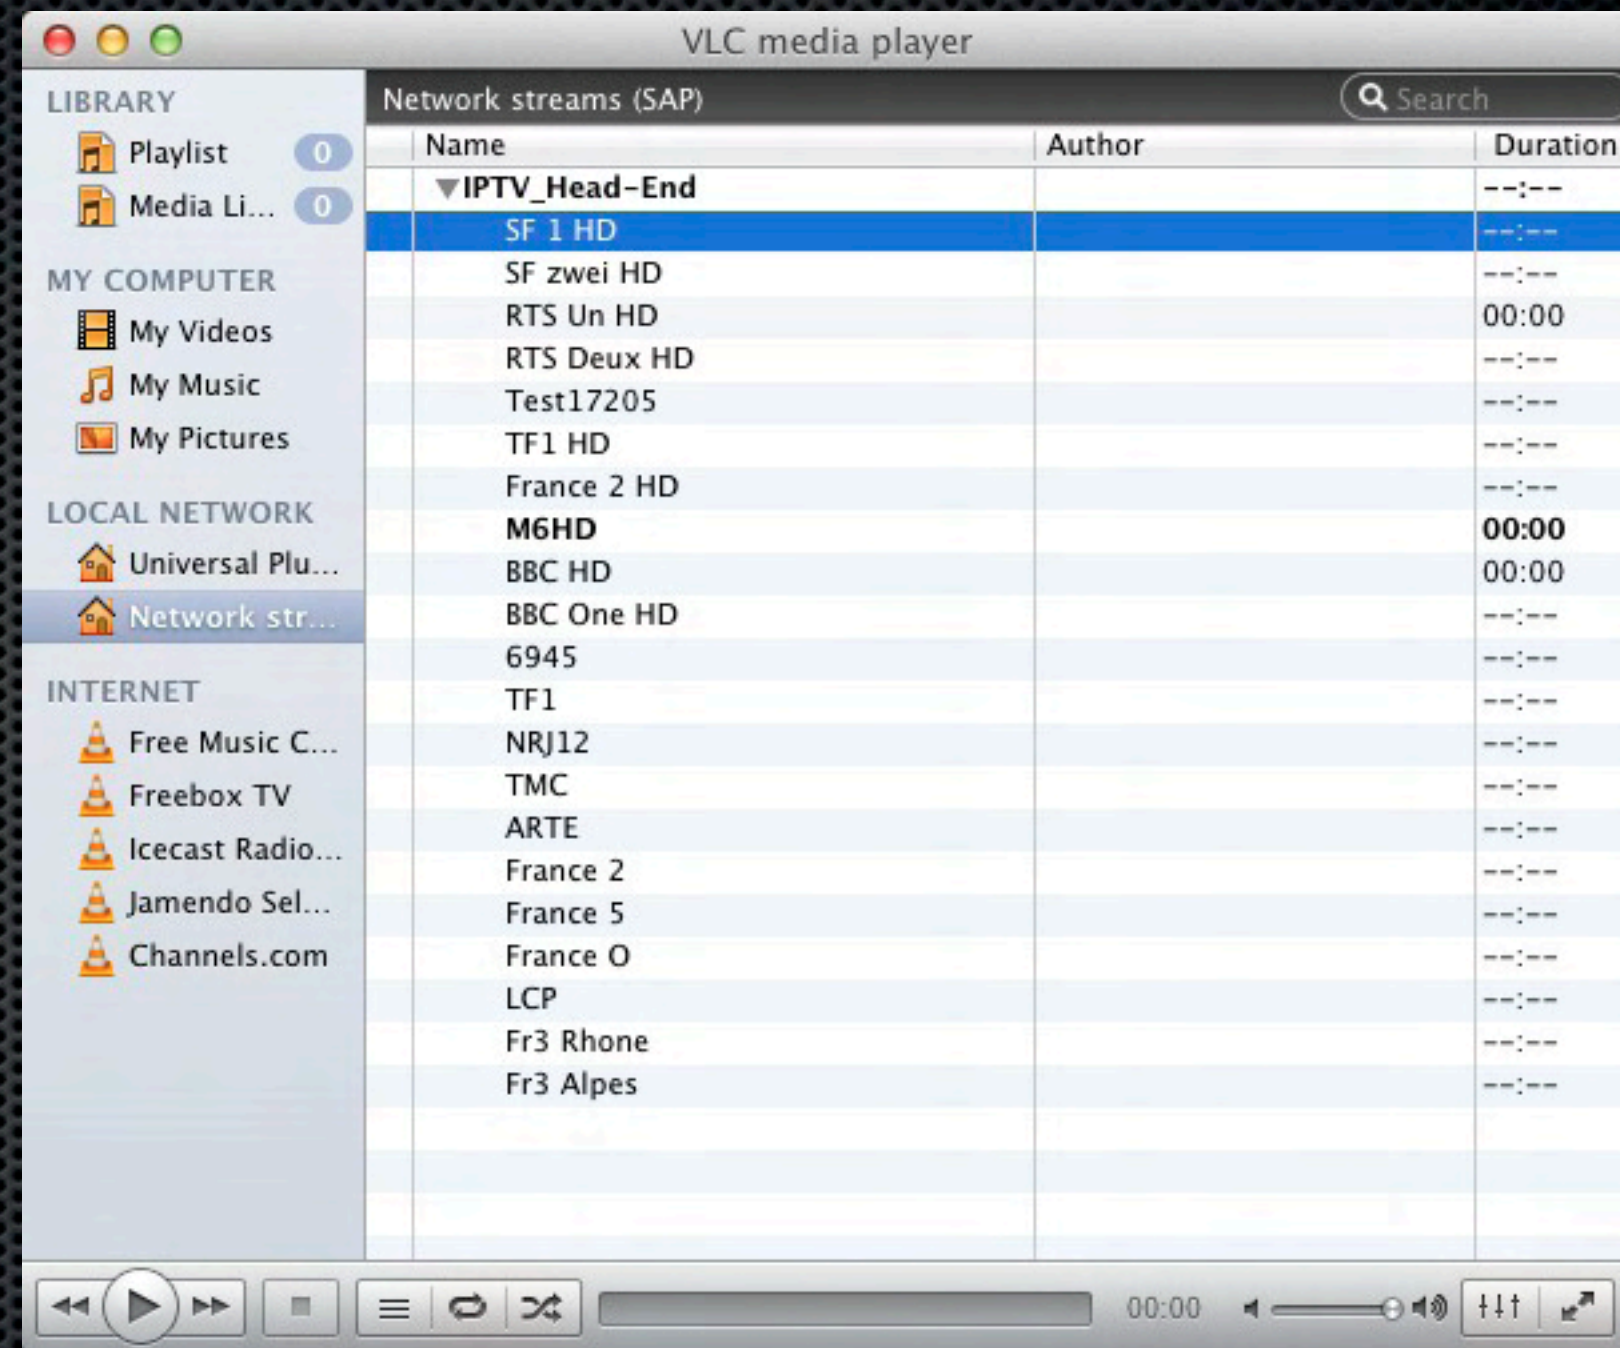 VLC media player
LIBRARY
Playlist 0
Media Li... 0
MY COMPUTER
My Videos
My Music
My Pictures
LOCAL NETWORK
Universal Plu...
Network str...
INTERNET
Free Music C...
Freebox TV
Icecast Radio...
Jamendo Sel...
Channels.com
Network streams (SAP) Search
Name Author Duration
IPTV_Head-End --:--
SF 1 HD --:--
SF zwei HD --:--
RTS Un HD 00:00
RTS Deux HD --:--
Test17205 --:--
TF1 HD --:--
France 2 HD --:--
M6HD 00:00
BBC HD 00:00
BBC One HD --:--
6945 --:--
TF1 --:--
NRJ12 --:--
TMC --:--
ARTE --:--
France 2 --:--
France 5 --:--
France O --:--
LCP --:--
Fr3 Rhone --:--
Fr3 Alpes --:--
00:00